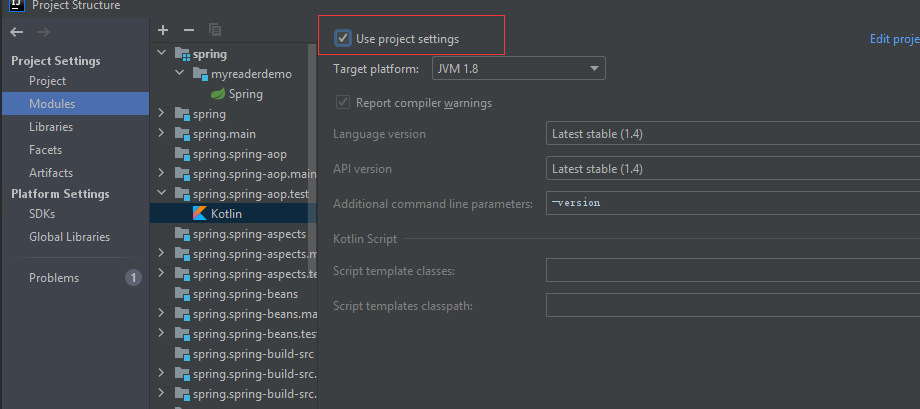 Project Structure
Project Settings
Project
Modules
Libraries
Facets
Artifacts
Platform Settings
SDKs
Global Libraries
Problems
1
spring
myreaderdemo
Spring
spring
spring.main
spring.spring-aop
spring.spring-aop.main
spring.spring-aop.test
Kotlin
spring.spring-aspects
spring.spring-aspects.m
spring.spring-aspects.te
spring.spring-beans
spring.spring-beans.ma
spring.spring-beans.test
spring.spring-build-src
spring.spring-build-src.
spring.spring-build-src.
Use project settings
Edit proje
Target platform: JVM 1.8
Report compiler warnings
Language version Latest stable (1.4)
API version Latest stable (1.4)
Additional command line parameters: -version
Kotlin Script
Script template classes:
Script templates classpath: